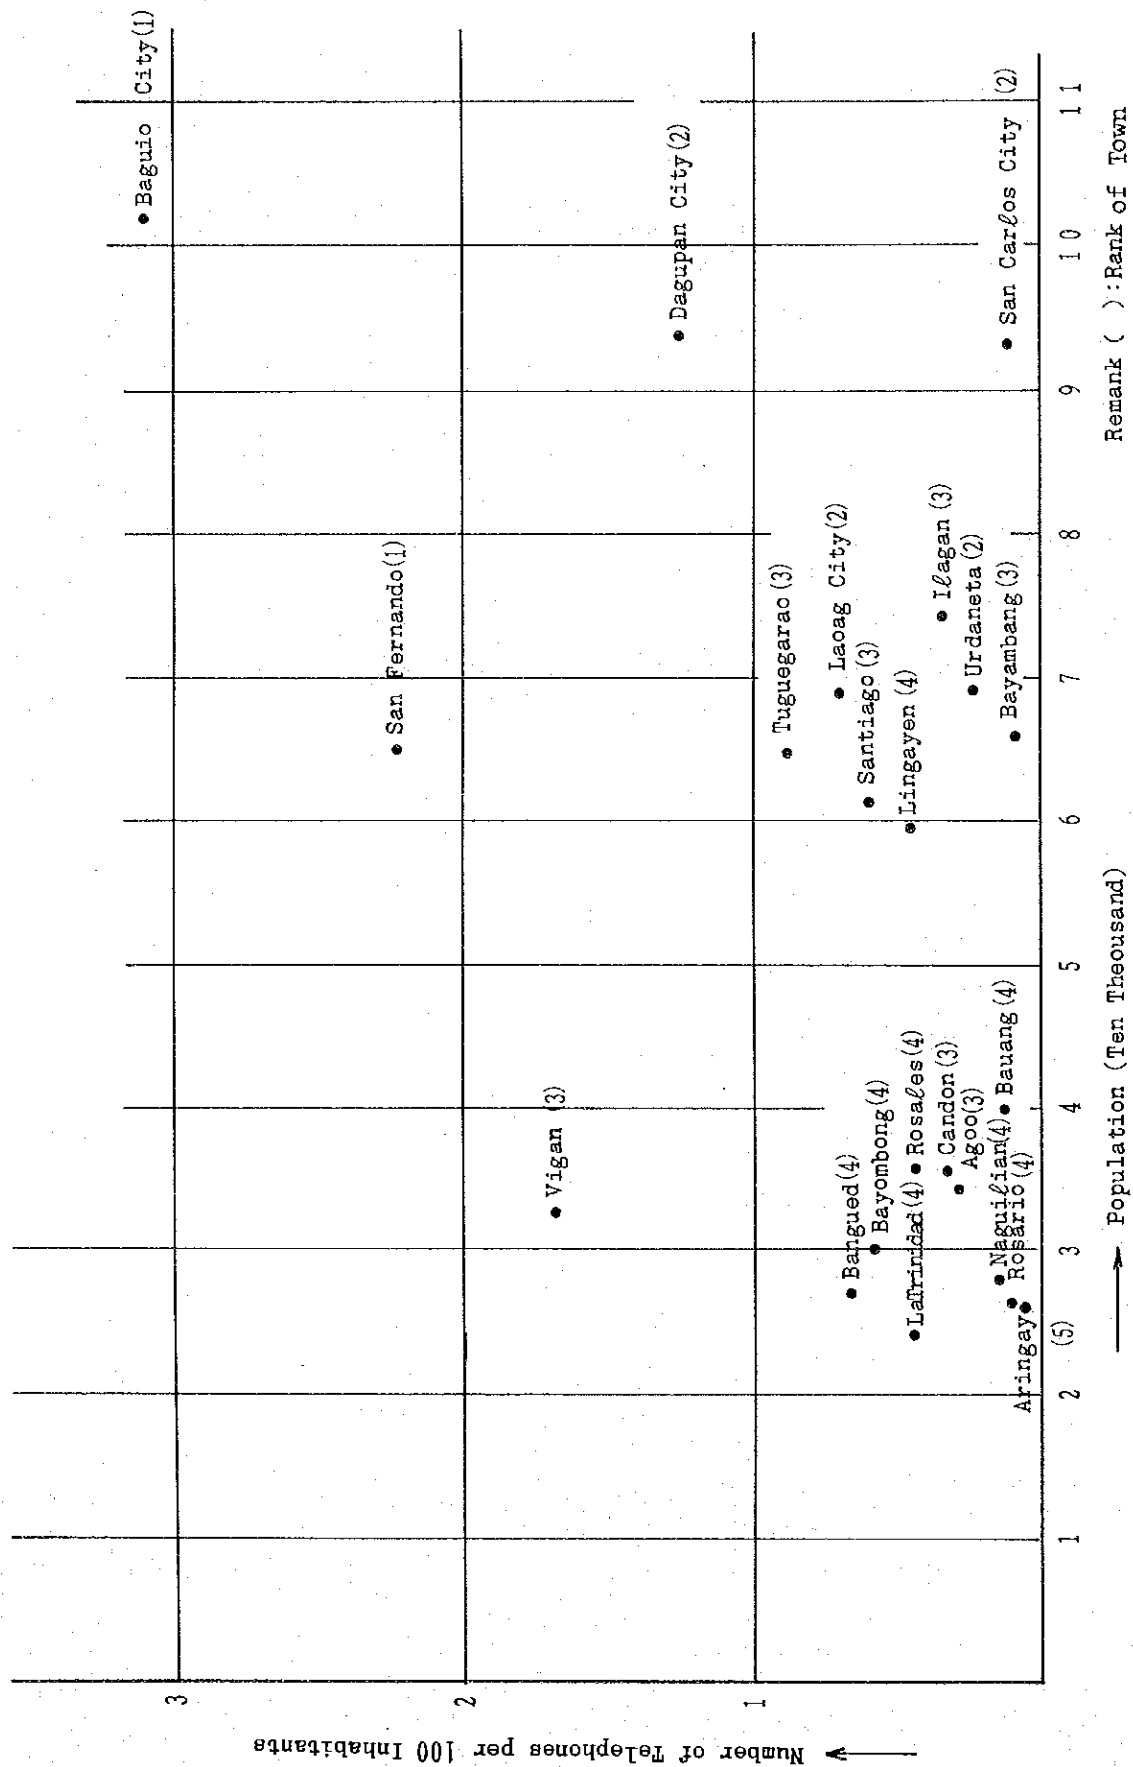 Number of Telephones per 100 Inhabitants
3
2
1
Baguio City(1)
San Fernando(1)
Vigan (3)
Dagupan City(2)
Tuguegarao(3)
Laoag City(2)
Santiago(3)
Lingayen(4)
Ilagan(3)
Urdaneta(2)
Bayambang(3)
San Carlos City (2)
Bangued(4)
Bayombong(4)
LaTrinidad(4)
Rosales(4)
Candon(3)
Agoo(3)
Naguilian(4)
Bauang(4)
Rosario(4)
Aringay
(5)
1 2 3 4 5 6 7 8 9 10 11
Population (Ten Theousand)
Remank ( ):Rank of Town